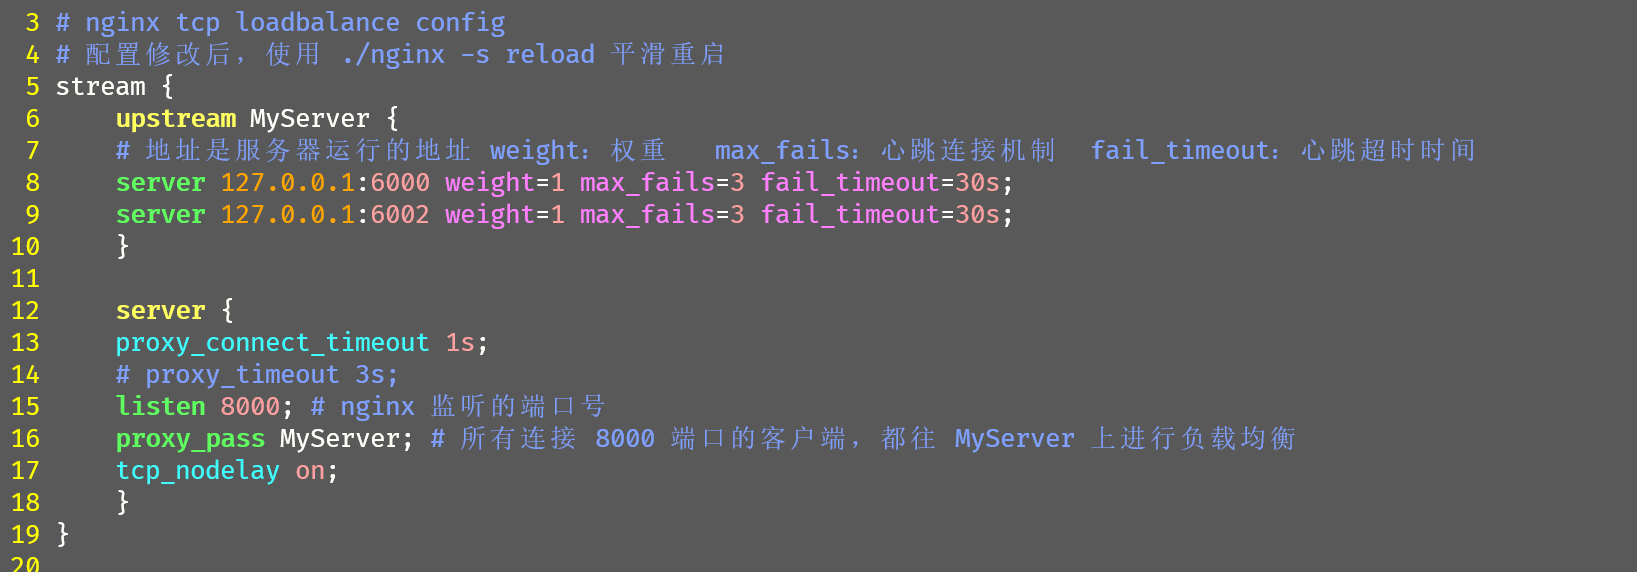 3 # nginx tcp loadbalance config
4 # 配置修改后，使用 ./nginx -s reload 平滑重启
5 stream {
6     upstream MyServer {
7     # 地址是服务器运行的地址 weight：权重   max_fails：心跳连接机制  fail_timeout：心跳超时时间
8     server 127.0.0.1:6000 weight=1 max_fails=3 fail_timeout=30s;
9     server 127.0.0.1:6002 weight=1 max_fails=3 fail_timeout=30s;
10     }
11
12     server {
13     proxy_connect_timeout 1s;
14     # proxy_timeout 3s;
15     listen 8000; # nginx 监听的端口号
16     proxy_pass MyServer; # 所有连接 8000 端口的客户端，都往 MyServer 上进行负载均衡
17     tcp_nodelay on;
18     }
19 }
20